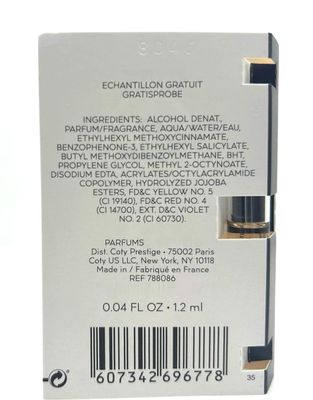 8045
ECHANTILLON GRATUIT
GRATISPROBE
INGREDIENTS: ALCOHOL DENAT.,
PARFUM/FRAGRANCE, AQUA/WATER/EAU,
ETHYLHEXYL METHOXYCINNAMATE,
BENZOPHENONE-3, ETHYLHEXYL SALICYLATE,
BUTYL METHOXYDIBENZOYLMETHANE, BHT,
PROPYLENE GLYCOL, METHYL 2-OCTYNOATE,
DISODIUM EDTA, ACRYLATES/OCTYLACRYLAMIDE
COPOLYMER, HYDROLYZED JOJOBA
ESTERS, FD&C YELLOW NO. 5
(CI 19140), FD&C RED NO. 4
(CI 14700), EXT. D&C VIOLET
NO. 2 (CI 60730).
PARFUMS
Dist. Coty Prestige • 75002 Paris
Coty US LLC, New York, NY 10118
Made in / Fabriqué en France
REF 788086
0.04 FL OZ • 1.2 ml
607342696778
35